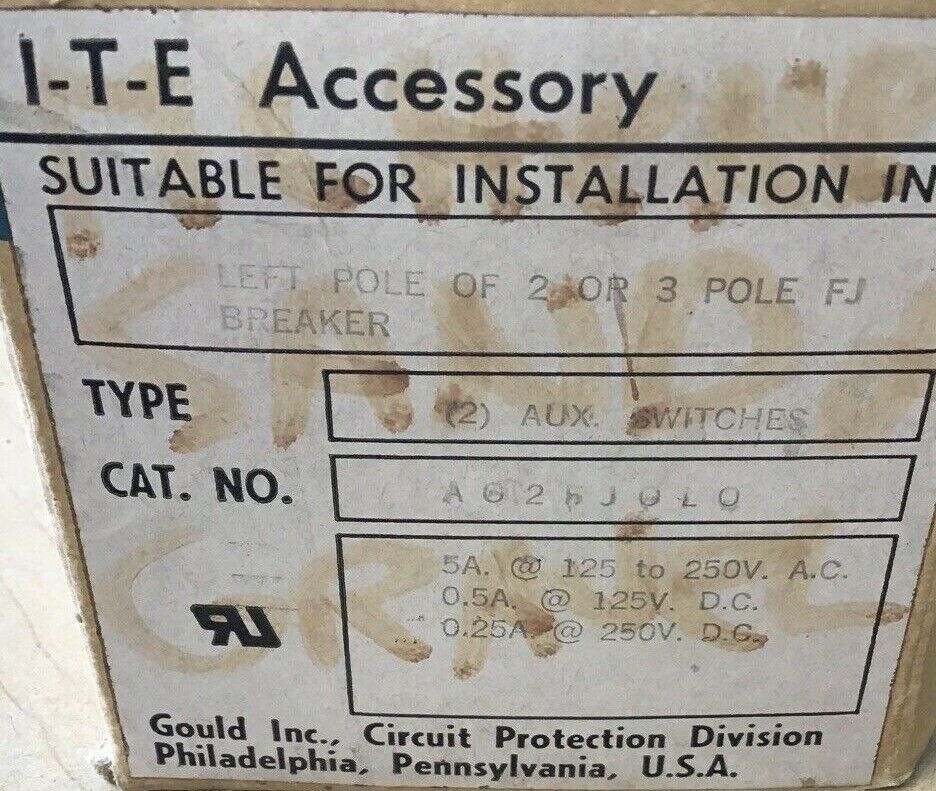 I-T-E Accessory
SUITABLE FOR INSTALLATION IN
LEFT POLE OF 2 OR 3 POLE FJ
BREAKER
TYPE (2) AUX. SWITCHES
CAT. NO.
5A. @ 125 to 250V. A.C.
0.5A. @ 125V. D.C.
0.25A. @ 250V. D.C.
RU
Gould Inc., Circuit Protection Division
Philadelphia, Pennsylvania, U.S.A.